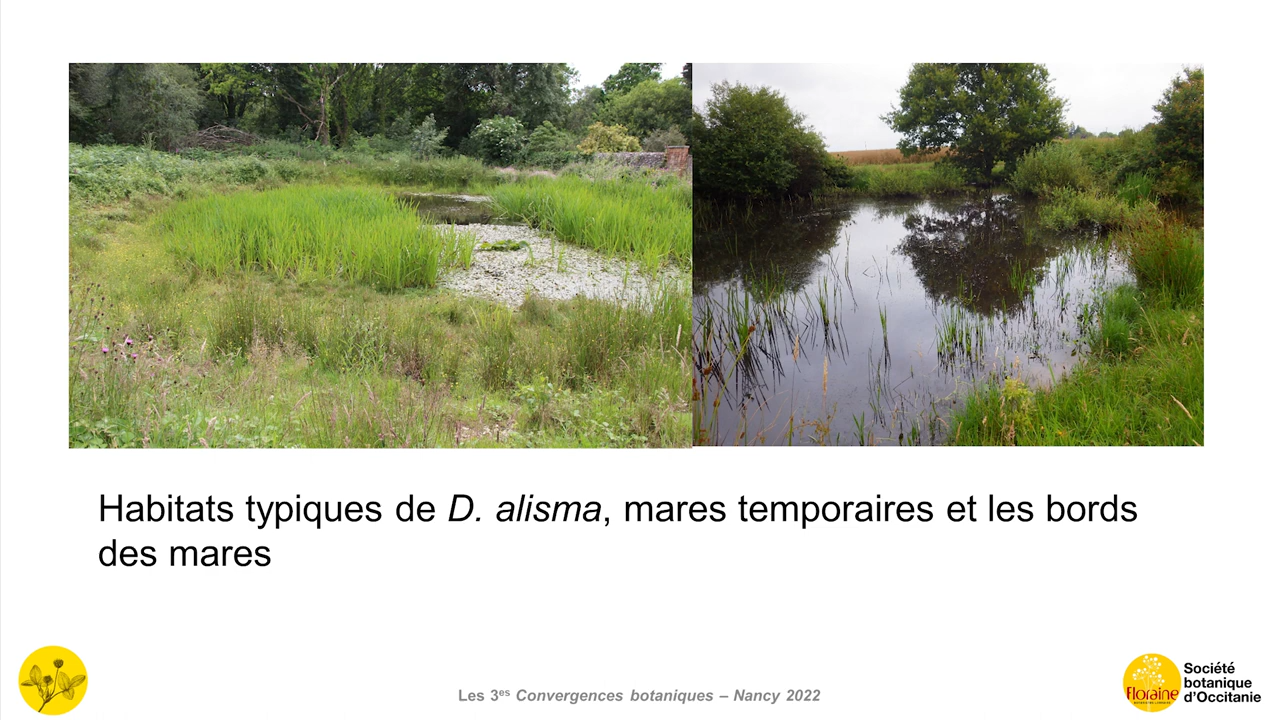 Habitats typiques de D. alisma, mares temporaires et les bords
des mares
Les 3es Convergences botaniques – Nancy 2022
Floraine
Société
botanique
d'Occitanie